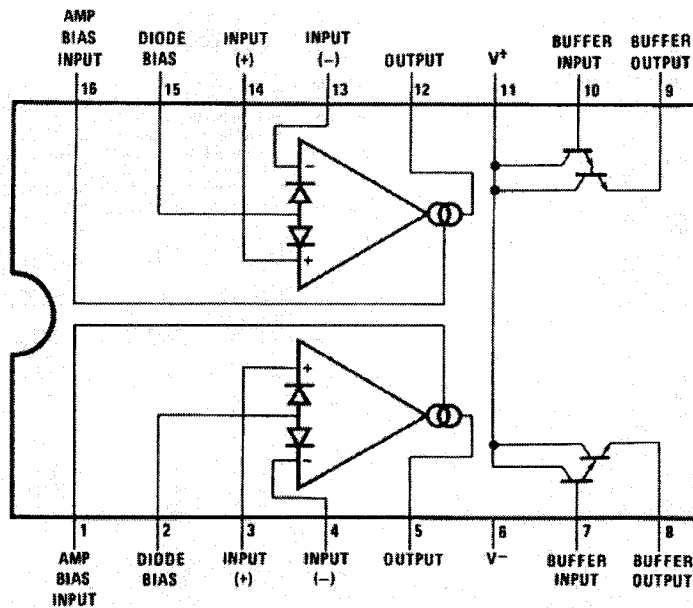 AMP
BIAS
INPUT
DIODE
BIAS
INPUT
(+)
INPUT
(−)
OUTPUT
V+
BUFFER
INPUT
BUFFER
OUTPUT
16 15 14 13 12 11 10 9
−
+
+
−
1 2 3 4 5 6 7 8
AMP
BIAS
INPUT
DIODE
BIAS
INPUT
(+)
INPUT
(−)
OUTPUT
V−
BUFFER
INPUT
BUFFER
OUTPUT